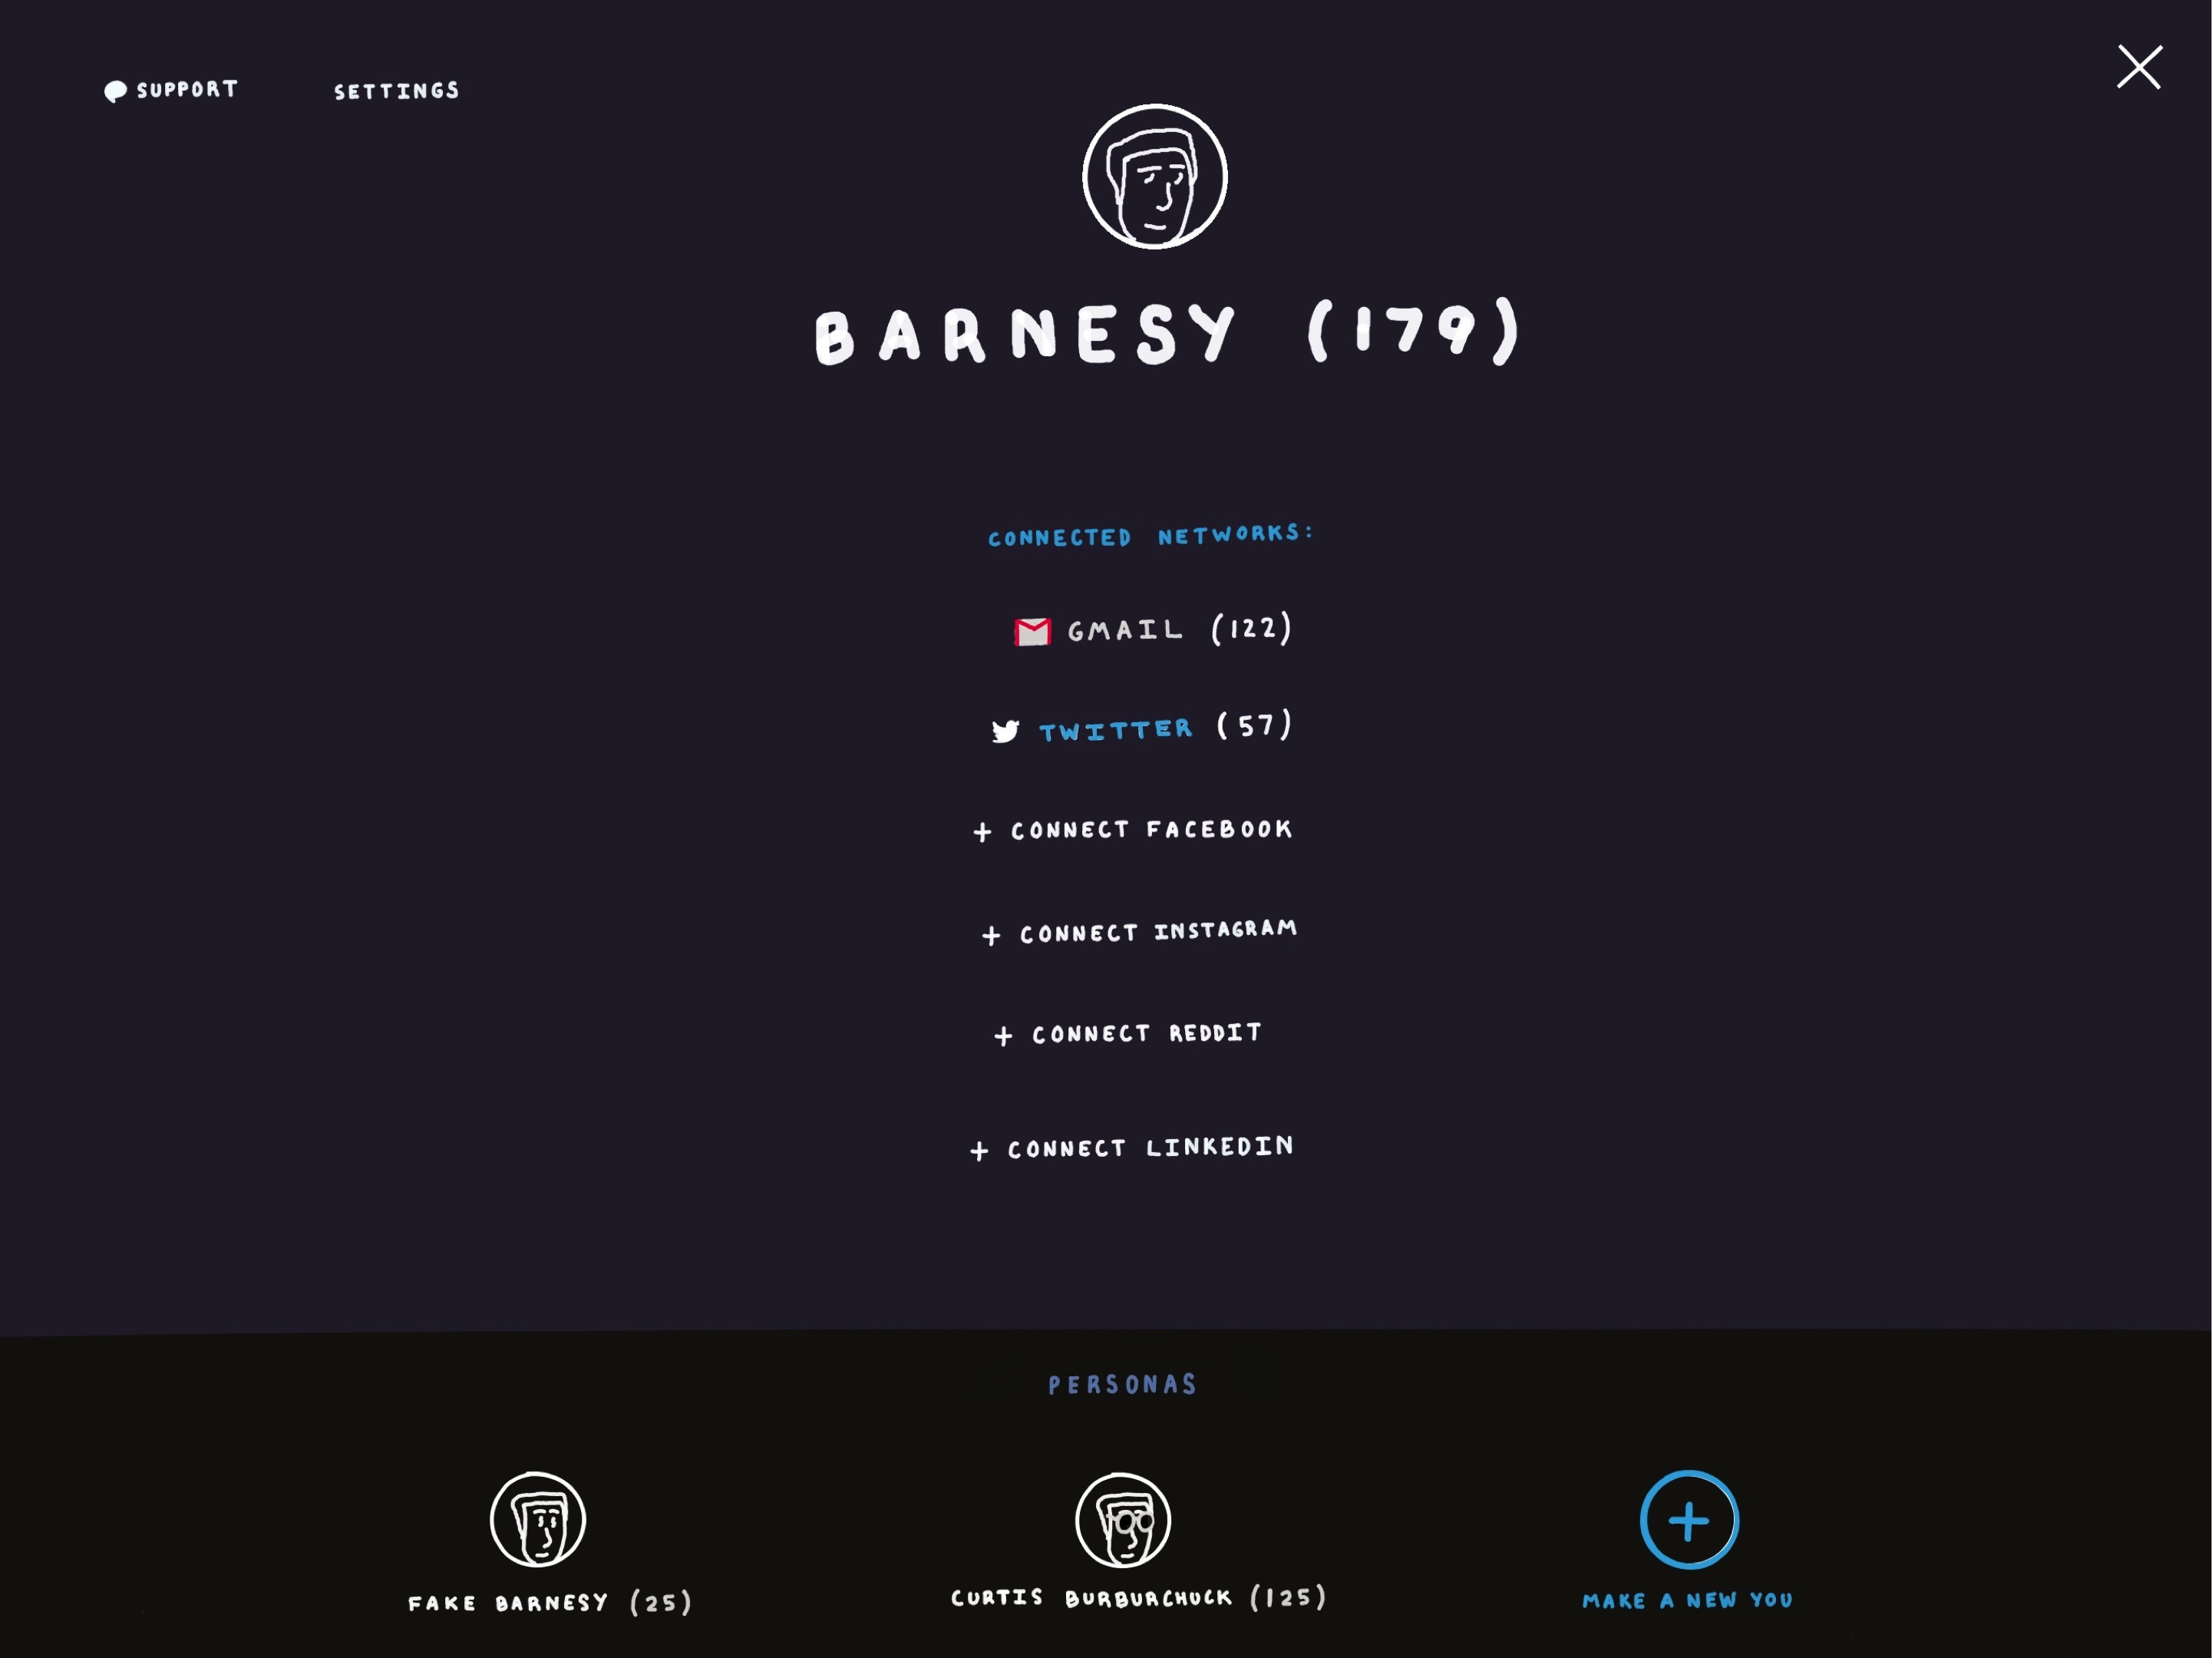 SUPPORT
SETTINGS
BARNESY (179)
CONNECTED NETWORKS:
GMAIL (122)
TWITTER (57)
+ CONNECT FACEBOOK
+ CONNECT INSTAGRAM
+ CONNECT REDDIT
+ CONNECT LINKEDIN
PERSONAS
FAKE BARNESY (25)
CURTIS BURBURCHUCK (125)
MAKE A NEW YOU